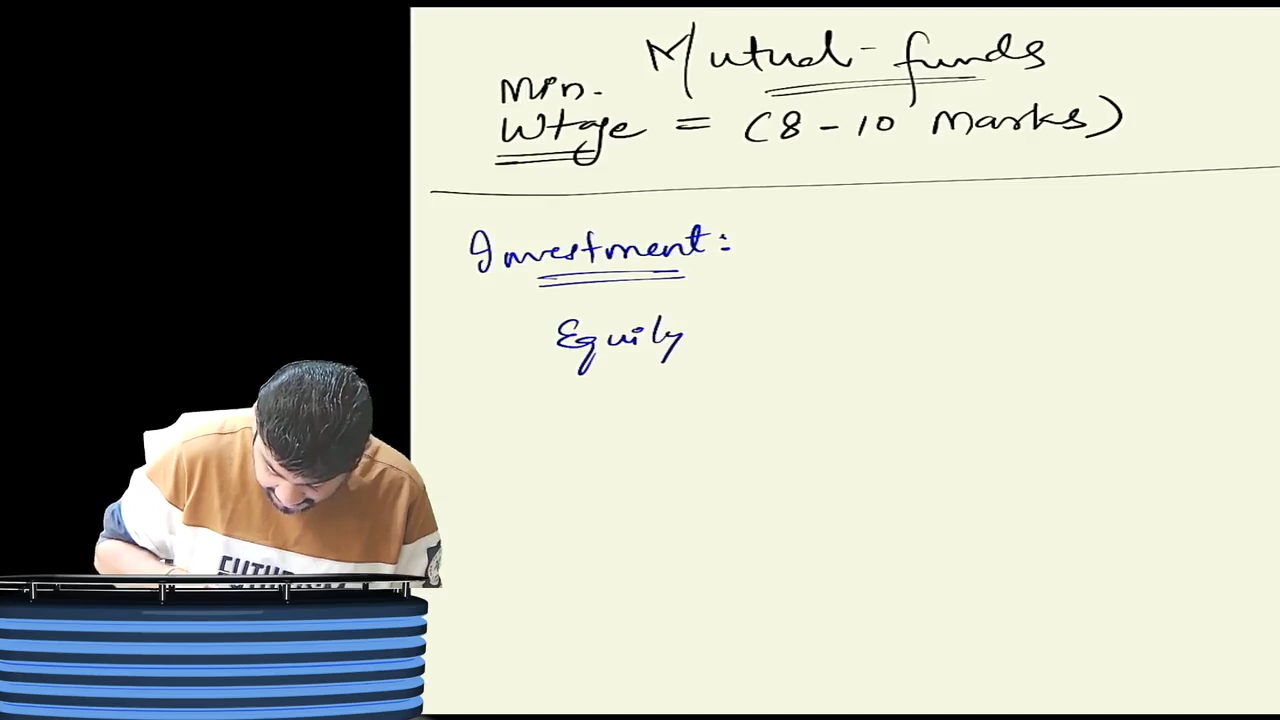 Mutual-funds
Min.
Wtge = (8-10 Marks)
Investment:
Equity